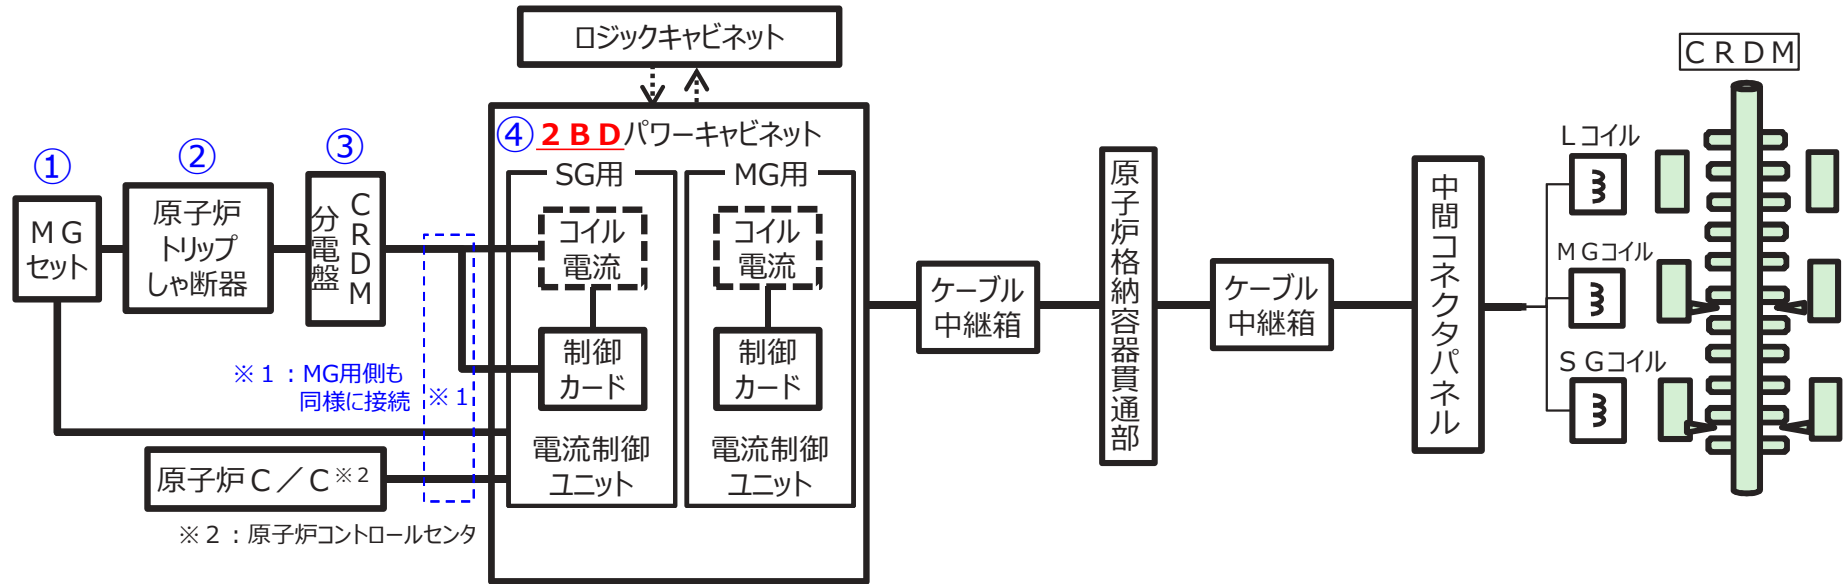 ロジックキャビネット
CRDM
④ 2BDパワーキャビネット
①
②
③
SG用
MG用
MG
セット
原子炉
トリップ
しゃ断器
CRDM
分電盤
コイル
電流
コイル
電流
制御
カード
制御
カード
電流制御
ユニット
電流制御
ユニット
※1：MG用側も
同様に接続
※1
原子炉C／C※2
※2：原子炉コントロールセンタ
ケーブル
中継箱
原子炉格納容器貫通部
ケーブル
中継箱
中間コネクタパネル
Lコイル
MGコイル
SGコイル